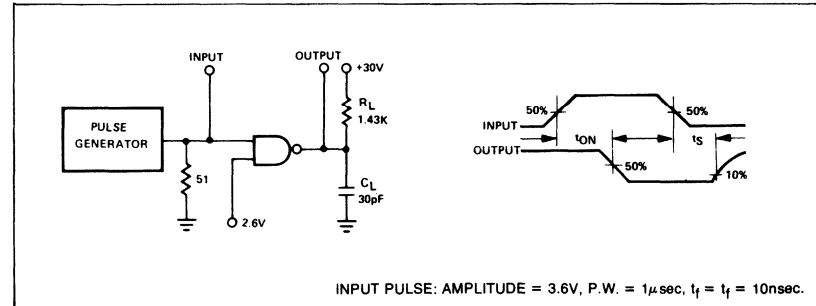 INPUT
OUTPUT
+30V
R_L
1.43K
PULSE
GENERATOR
51
2.6V
C_L
30pF
50%
50%
INPUT
t_ON
t_S
OUTPUT
50%
10%
INPUT PULSE: AMPLITUDE = 3.6V, P.W. = 1μsec, t_f = t_f = 10nsec.